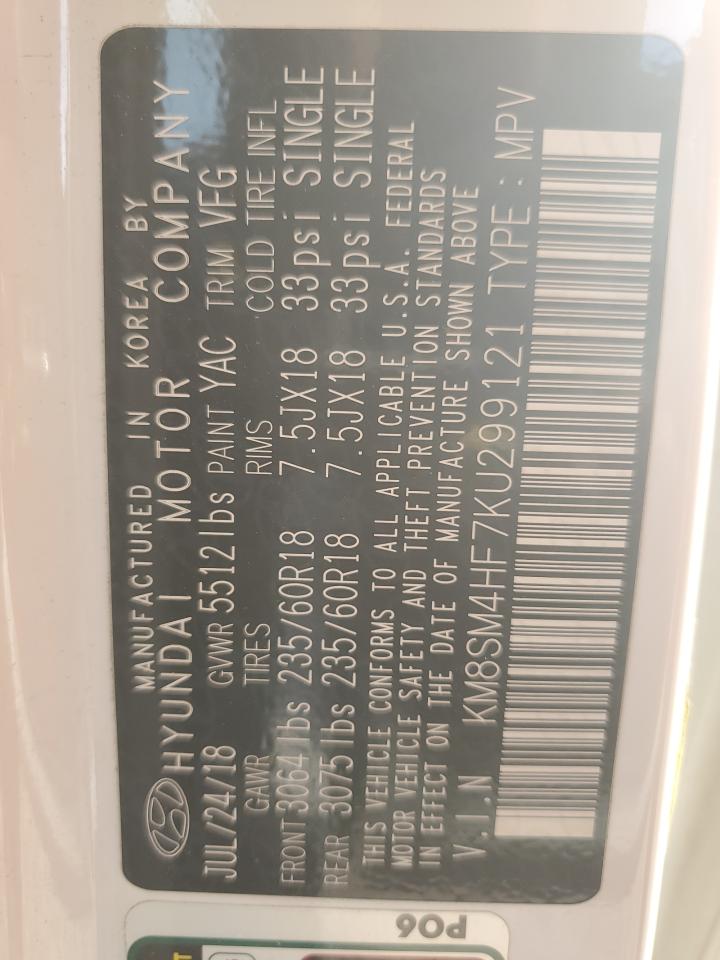 MANUFACTURED IN KOREA BY
HYUNDAI MOTOR COMPANY
JUL/24/18 GVWR 5512lbs PAINT YAC TRIM VFG
GAWR TIRES RIMS COLD TIRE INFL
FRONT 3064lbs 235/60R18 7.5JX18 33psi SINGLE
REAR 3075lbs 235/60R18 7.5JX18 33psi SINGLE
THIS VEHICLE CONFORMS TO ALL APPLICABLE U.S.A. FEDERAL
MOTOR VEHICLE SAFETY AND THEFT PREVENTION STANDARDS
IN EFFECT ON THE DATE OF MANUFACTURE SHOWN ABOVE
V.I.N KM8SM4HF7KU299121 TYPE : MPV
P06